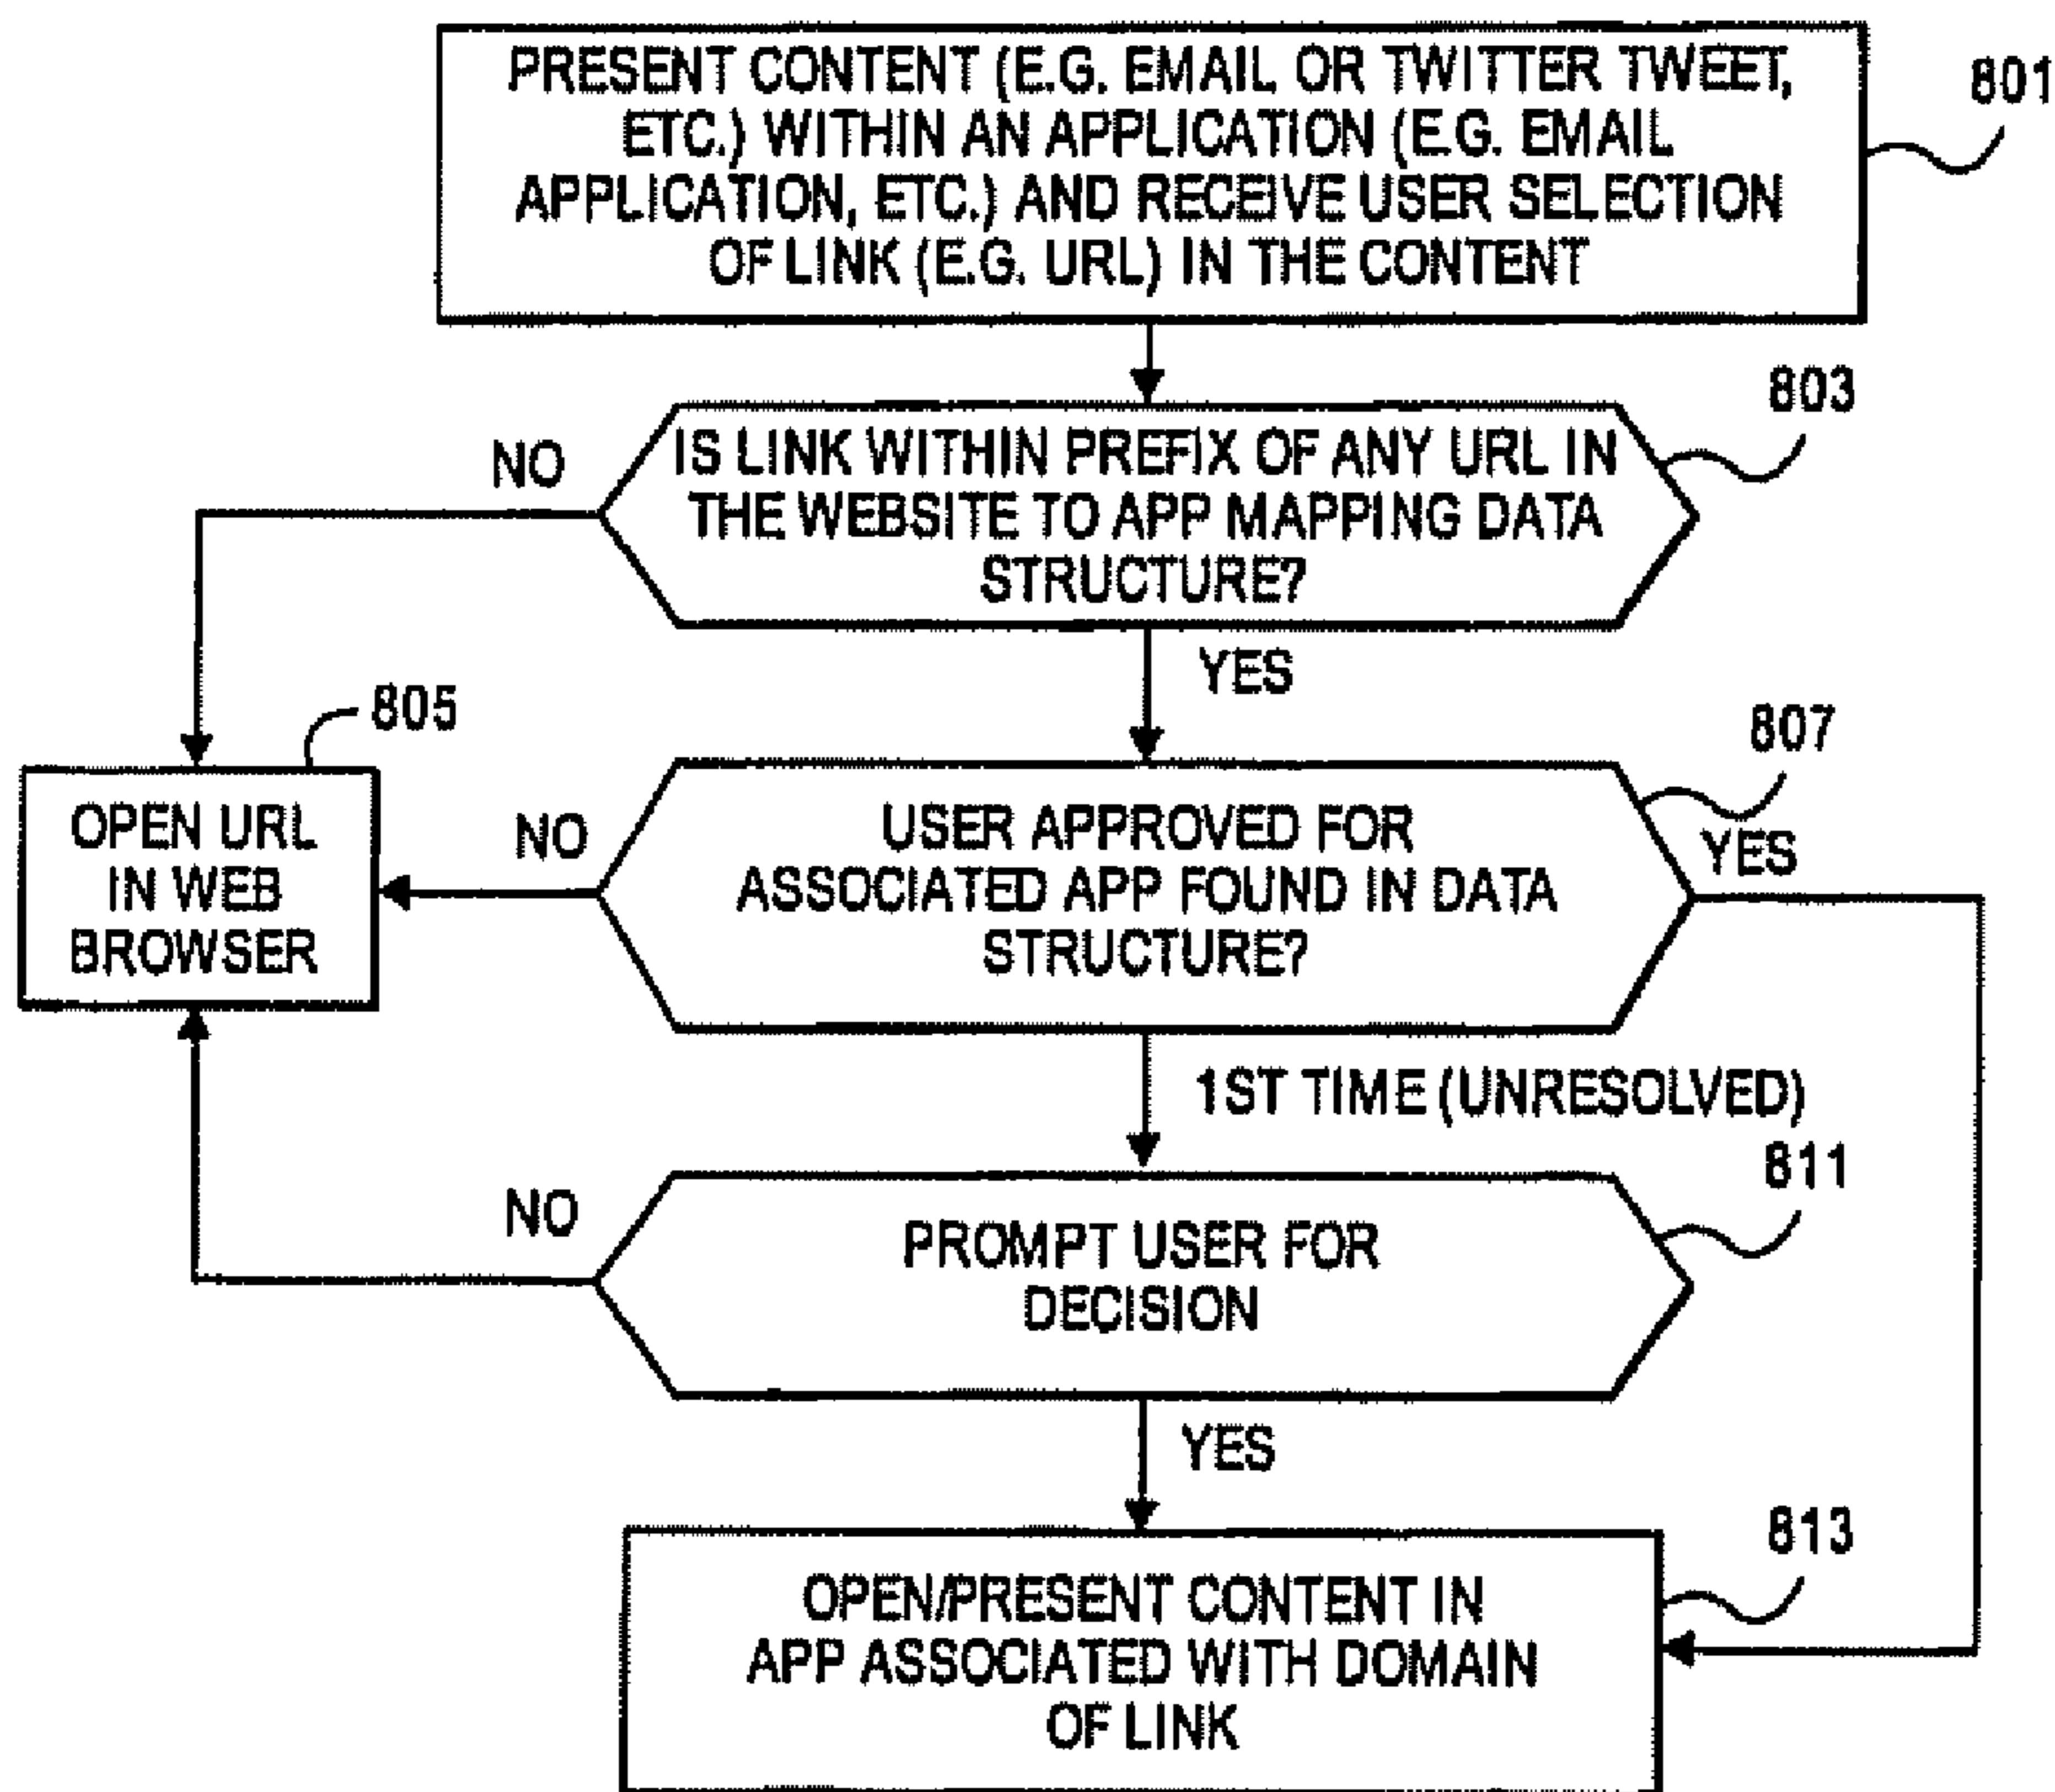 PRESENT CONTENT (E.G. EMAIL OR TWITTER TWEET,
ETC.) WITHIN AN APPLICATION (E.G. EMAIL
APPLICATION, ETC.) AND RECEIVE USER SELECTION
OF LINK (E.G. URL) IN THE CONTENT
801
803
NO
IS LINK WITHIN PREFIX OF ANY URL IN
THE WEBSITE TO APP MAPPING DATA
STRUCTURE?
YES
805
807
OPEN URL
IN WEB
BROWSER
NO
USER APPROVED FOR
ASSOCIATED APP FOUND IN DATA
STRUCTURE?
YES
1ST TIME (UNRESOLVED)
811
NO
PROMPT USER FOR
DECISION
YES
813
OPEN/PRESENT CONTENT IN
APP ASSOCIATED WITH DOMAIN
OF LINK